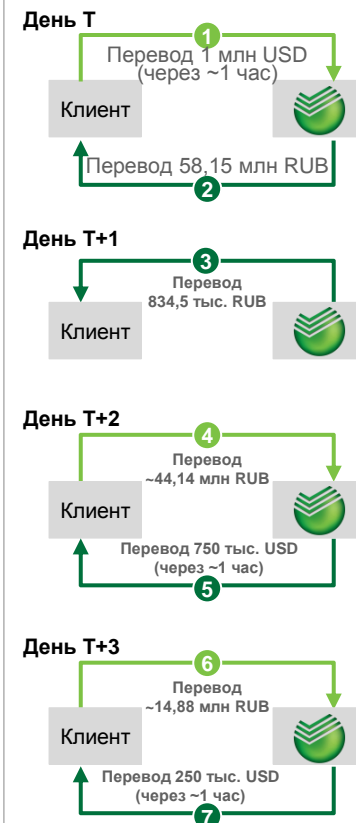 День T
1
Перевод 1 млн USD
(через ~1 час)
Клиент
Перевод 58,15 млн RUB
2
День T+1
3
Перевод
834,5 тыс. RUB
Клиент
День T+2
4
Перевод
~44,14 млн RUB
Клиент
Перевод 750 тыс. USD
(через ~1 час)
5
День T+3
6
Перевод
~14,88 млн RUB
Клиент
Перевод 250 тыс. USD
(через ~1 час)
7